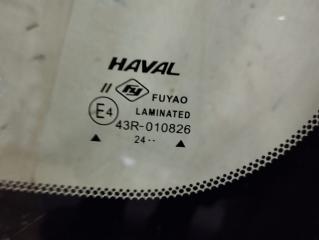 HAVAL
II FY FUYAO
E4 LAMINATED
43R-010826
24··